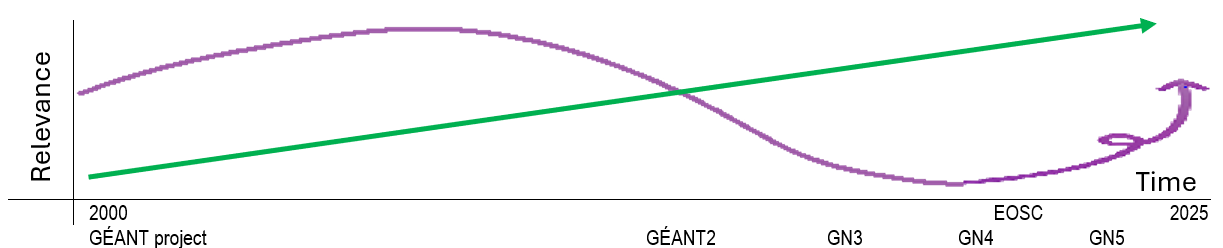 Relevance
Time
2000 EOSC 2025
GÉANT project GÉANT2 GN3 GN4 GN5